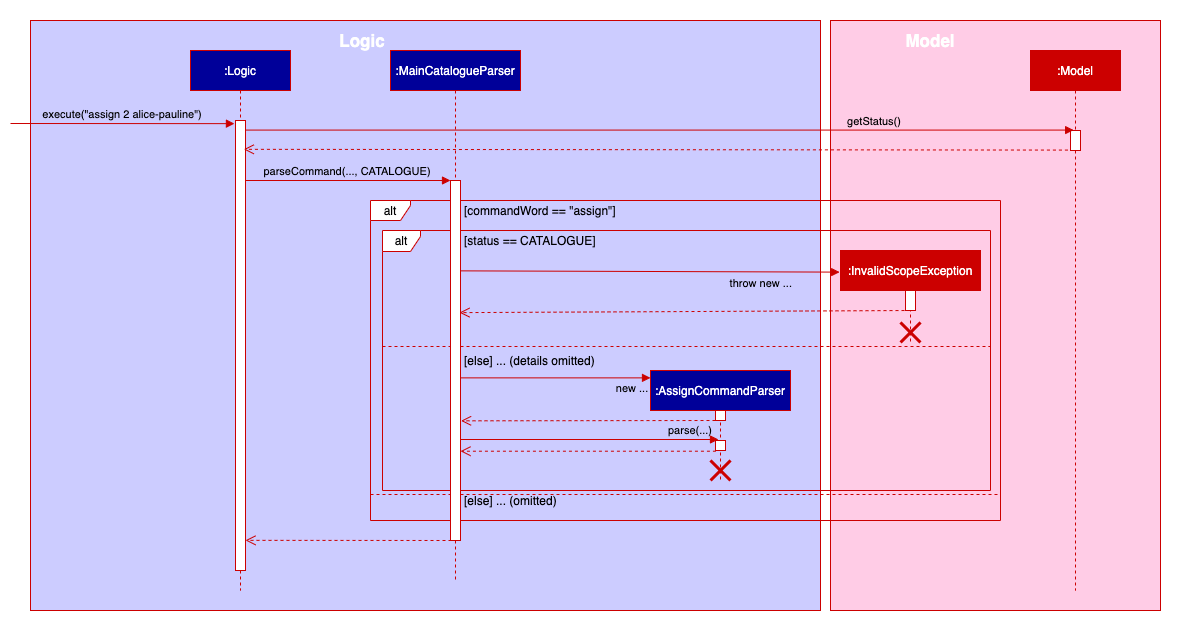 Logic
Model
:Logic
:MainCatalogueParser
:Model
execute("assign 2 alice-pauline")
getStatus()
parseCommand(..., CATALOGUE)
alt
[commandWord == "assign"]
alt
[status == CATALOGUE]
:InvalidScopeException
throw new ...
[else] ... (details omitted)
new ...
:AssignCommandParser
parse(...)
[else] ... (omitted)